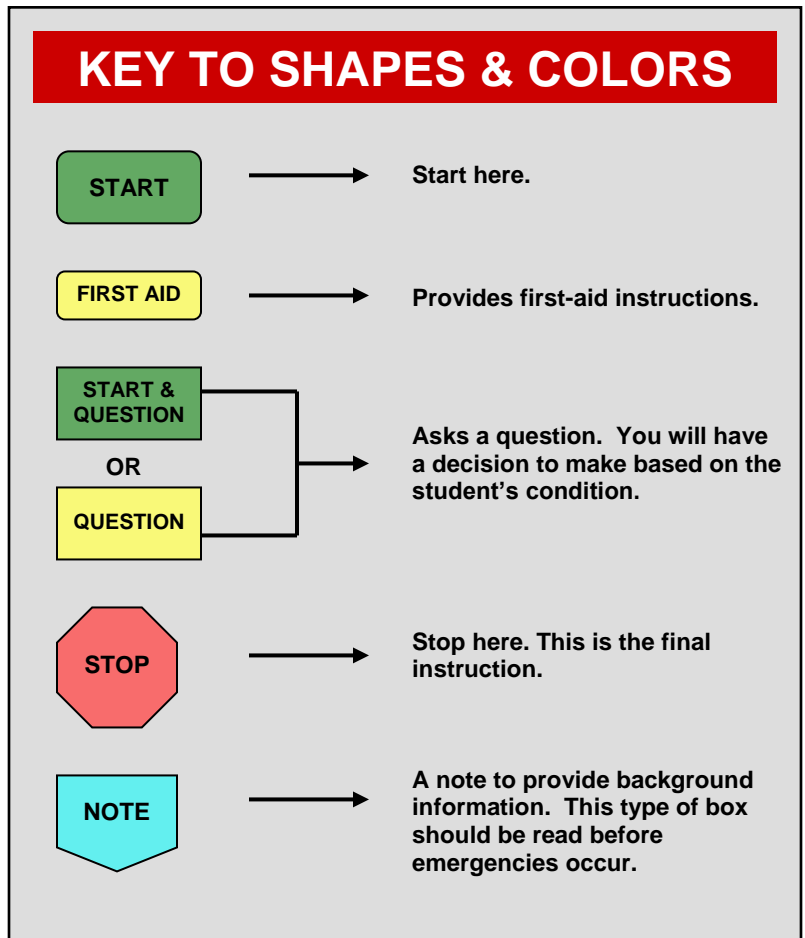 KEY TO SHAPES & COLORS
START
Start here.
FIRST AID
Provides first-aid instructions.
START &
QUESTION
OR
QUESTION
Asks a question.  You will have
a decision to make based on the
student’s condition.
STOP
Stop here. This is the final
instruction.
NOTE
A note to provide background
information.  This type of box
should be read before
emergencies occur.